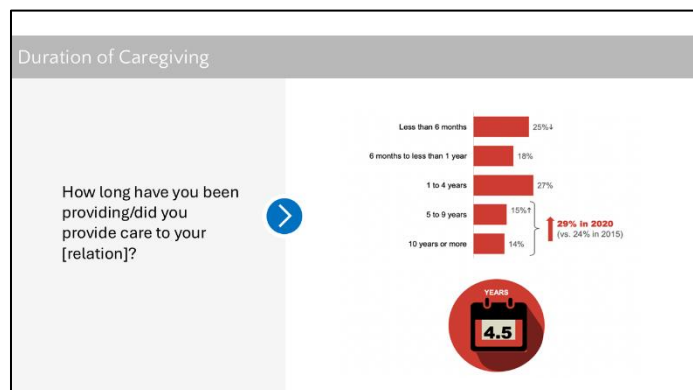 Duration of Caregiving
How long have you been
providing/did you
provide care to your
[relation]?
Less than 6 months 25%↓
6 months to less than 1 year 18%
1 to 4 years 27%
5 to 9 years 15%↑
10 years or more 14%
29% in 2020
(vs. 24% in 2015)
YEARS
4.5